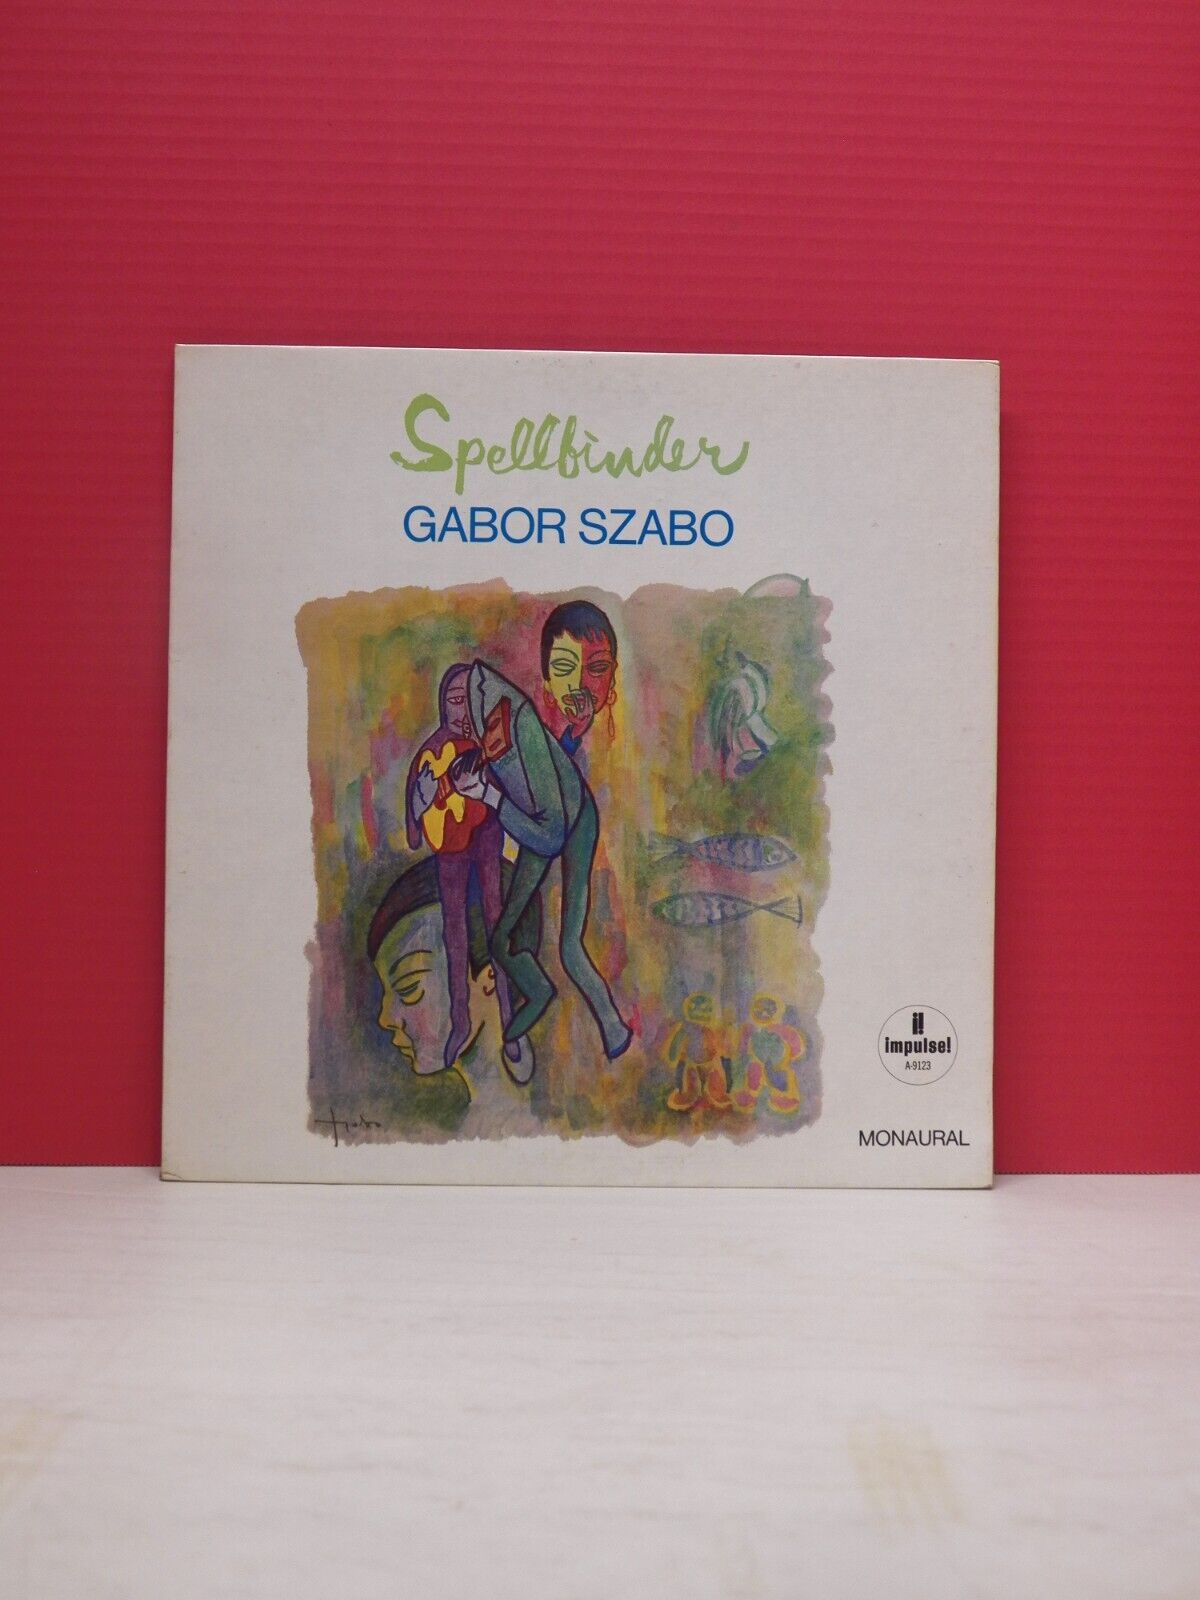 Spellbinder
GABOR SZABO
i!
impulse!
A-9123
MONAURAL